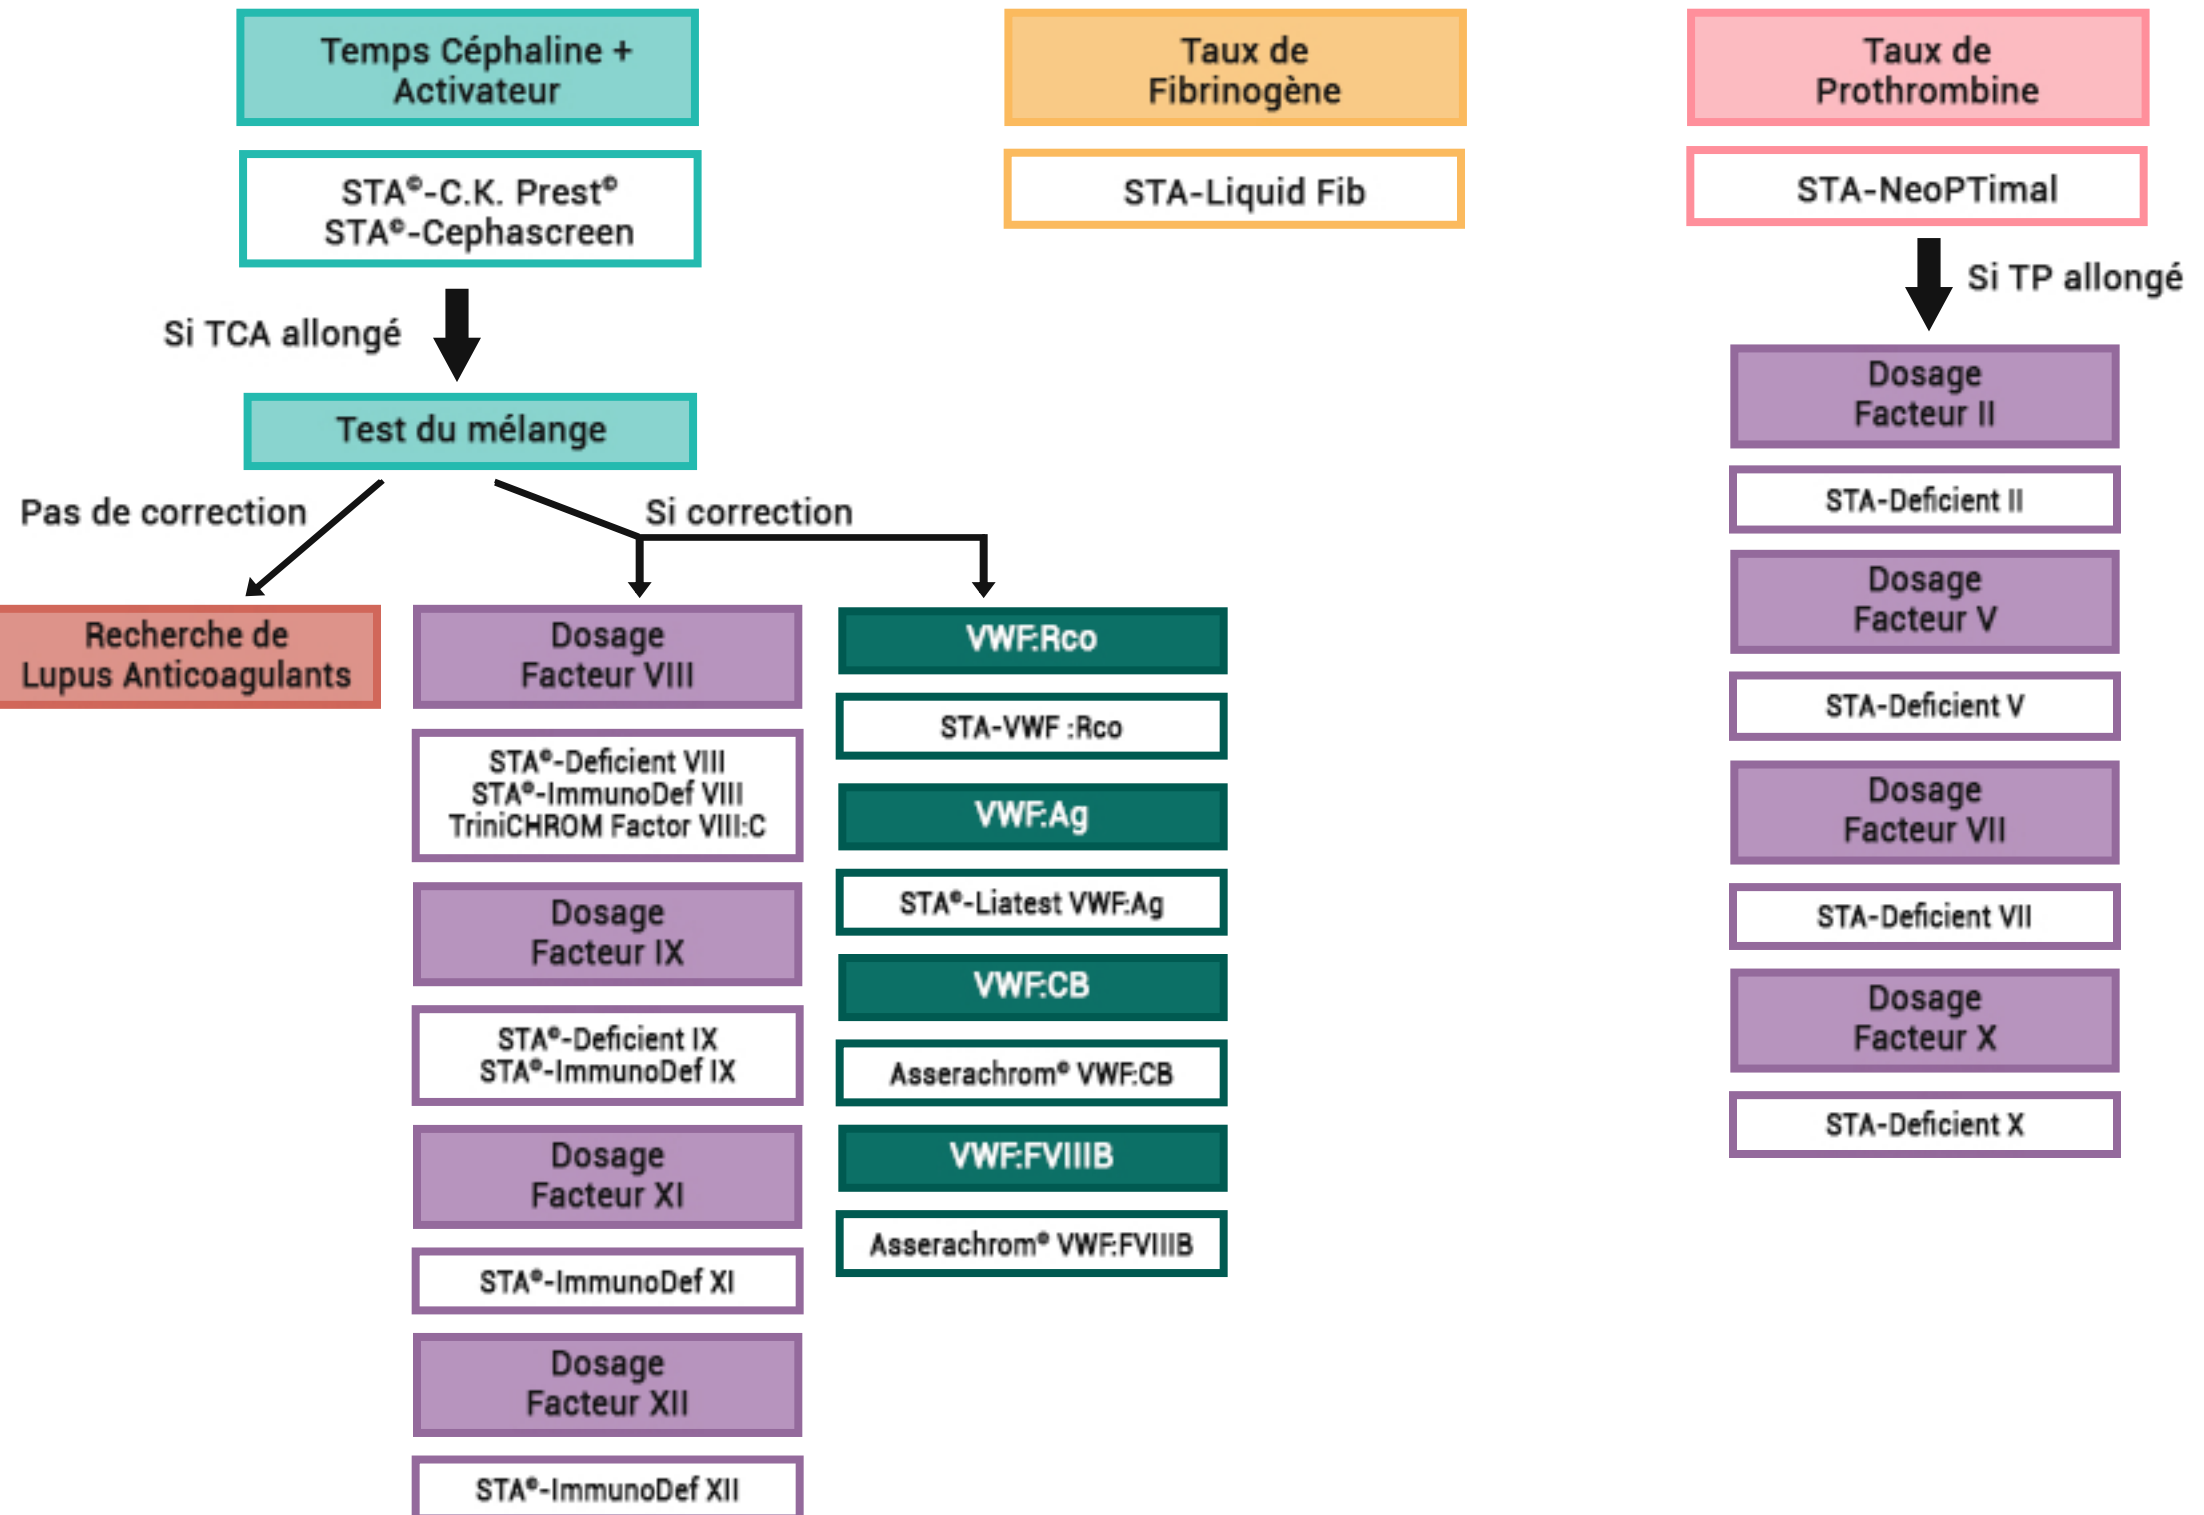 Temps Céphaline +
Activateur
STA©-C.K. Prest©
STA©-Cephascreen
Si TCA allongé
Test du mélange
Pas de correction
Si correction
Recherche de
Lupus Anticoagulants
Dosage
Facteur VIII
STA©-Deficient VIII
STA©-ImmunoDef VIII
TriniCHROM Factor VIII:C
Dosage
Facteur IX
STA©-Deficient IX
STA©-ImmunoDef IX
Dosage
Facteur XI
STA©-ImmunoDef XI
Dosage
Facteur XII
STA©-ImmunoDef XII
VWF:Rco
STA-VWF :Rco
VWF:Ag
STA©-Liatest VWF:Ag
VWF:CB
Asserachrom© VWF:CB
VWF:FVIIIB
Asserachrom© VWF:FVIIIB
Taux de
Fibrinogène
STA-Liquid Fib
Taux de
Prothrombine
STA-NeoPTimal
Si TP allongé
Dosage
Facteur II
STA-Deficient II
Dosage
Facteur V
STA-Deficient V
Dosage
Facteur VII
STA-Deficient VII
Dosage
Facteur X
STA-Deficient X